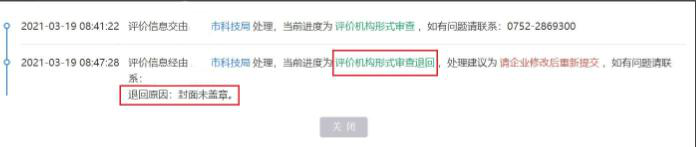 2021-03-19 08:41:22 评价信息交由 市科技局 处理，当前进度为 评价机构形式审查 ，如有问题请联系：0752-2869300
2021-03-19 08:47:28 评价信息经由 市科技局 处理，当前进度为 评价机构形式审查退回 ，处理建议为 请企业修改后重新提交 ，如有问题请联
系：
退回原因：封面未盖章。
关 闭